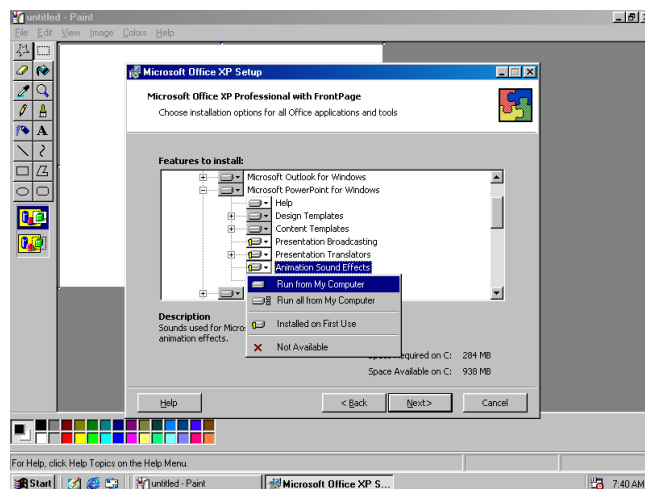 untitled - Paint
File Edit View Image Colors Help
Microsoft Office XP Setup
Microsoft Office XP Professional with FrontPage
Choose installation options for all Office applications and tools
Features to install:
Microsoft Outlook for Windows
Microsoft PowerPoint for Windows
Help
Design Templates
Content Templates
Presentation Broadcasting
Presentation Translators
Animation Sound Effects
Run from My Computer
Run all from My Computer
Installed on First Use
Not Available
Description
Sounds used for Micro
animation effects.
Required on C: 284 MB
Space Available on C: 938 MB
Help < Back Next > Cancel
For Help, click Help Topics on the Help Menu.
Start untitled - Paint Microsoft Office XP S... 7:40 AM